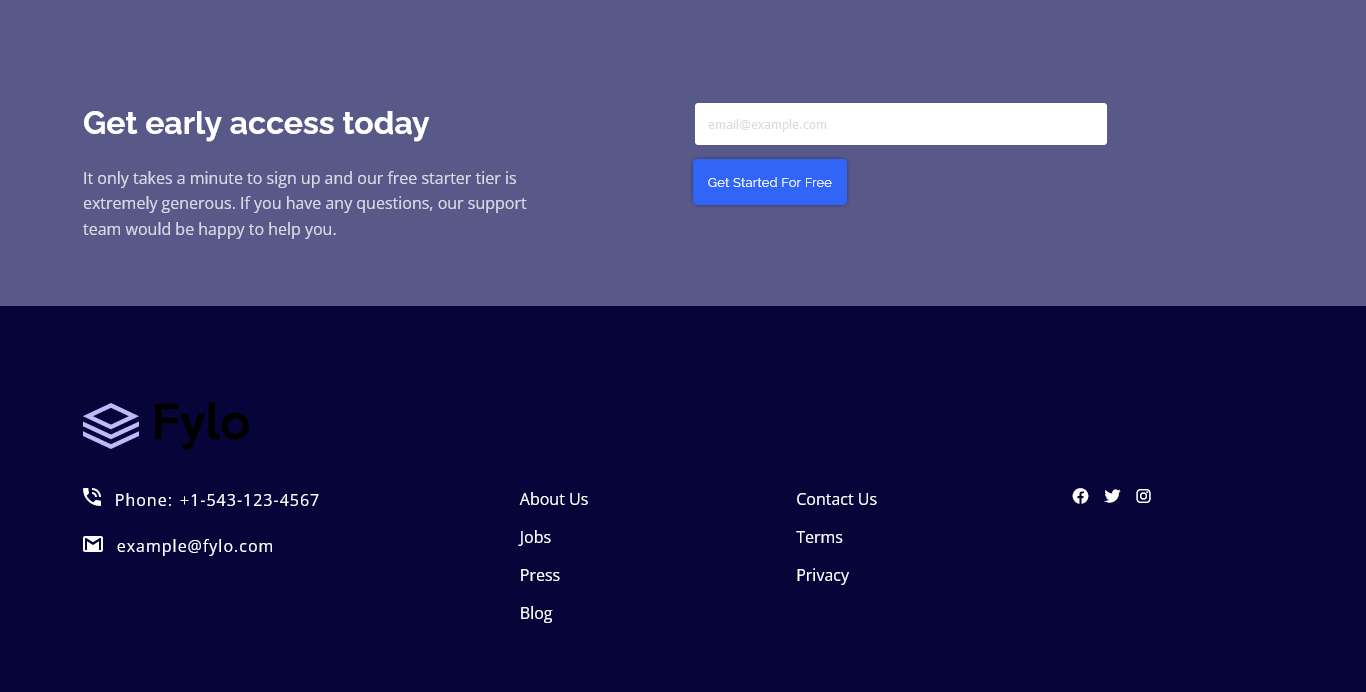 Get early access today
email@example.com
It only takes a minute to sign up and our free starter tier is
extremely generous. If you have any questions, our support
team would be happy to help you.
Get Started For Free
Fylo
Phone: +1-543-123-4567
example@fylo.com
About Us
Jobs
Press
Blog
Contact Us
Terms
Privacy